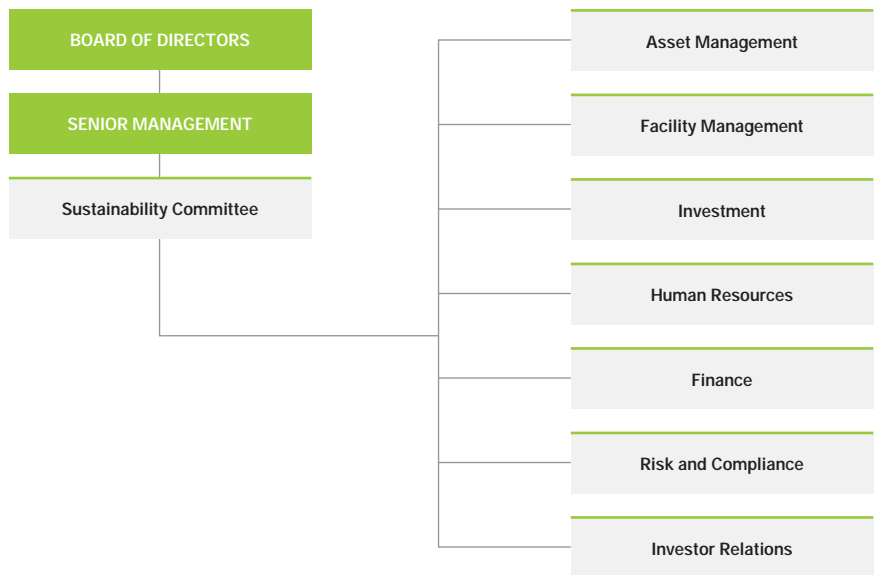 BOARD OF DIRECTORS
SENIOR MANAGEMENT
Sustainability Committee
Asset Management
Facility Management
Investment
Human Resources
Finance
Risk and Compliance
Investor Relations